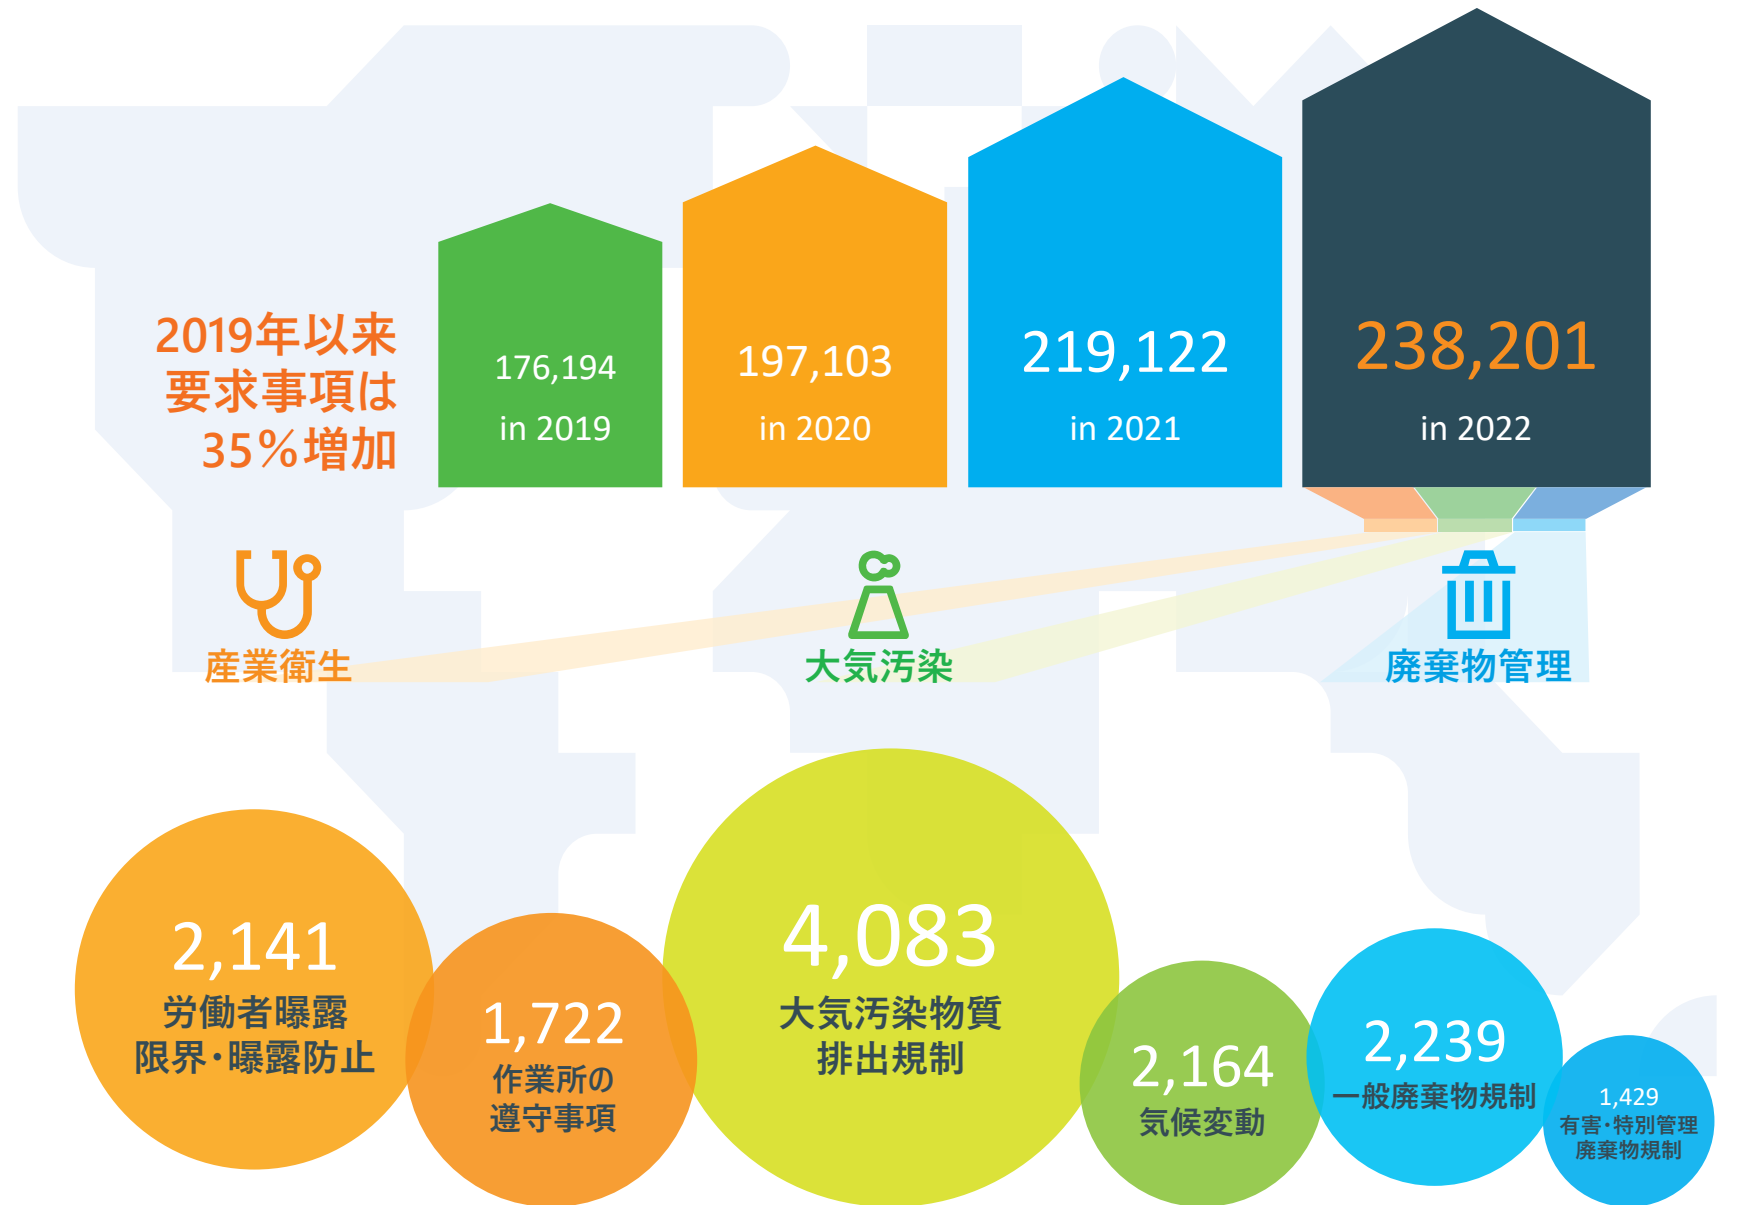 2019年以来
要求事項は
35%増加
176,194
in 2019
197,103
in 2020
219,122
in 2021
238,201
in 2022
産業衛生
大気汚染
廃棄物管理
2,141
労働者曝露
限界・曝露防止
1,722
作業所の
遵守事項
4,083
大気汚染物質
排出規制
2,164
気候変動
2,239
一般廃棄物規制
1,429
有害・特別管理
廃棄物規制